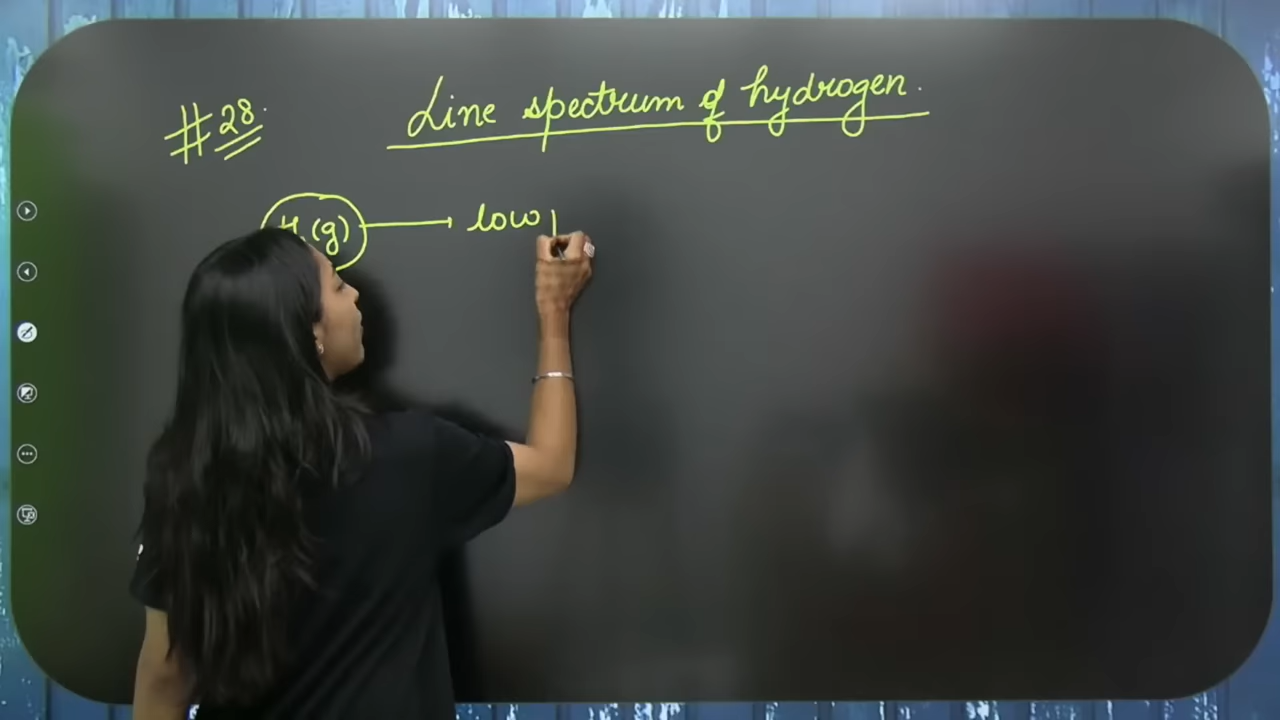 Line spectrum of hydrogen.
#28.
(g) → low